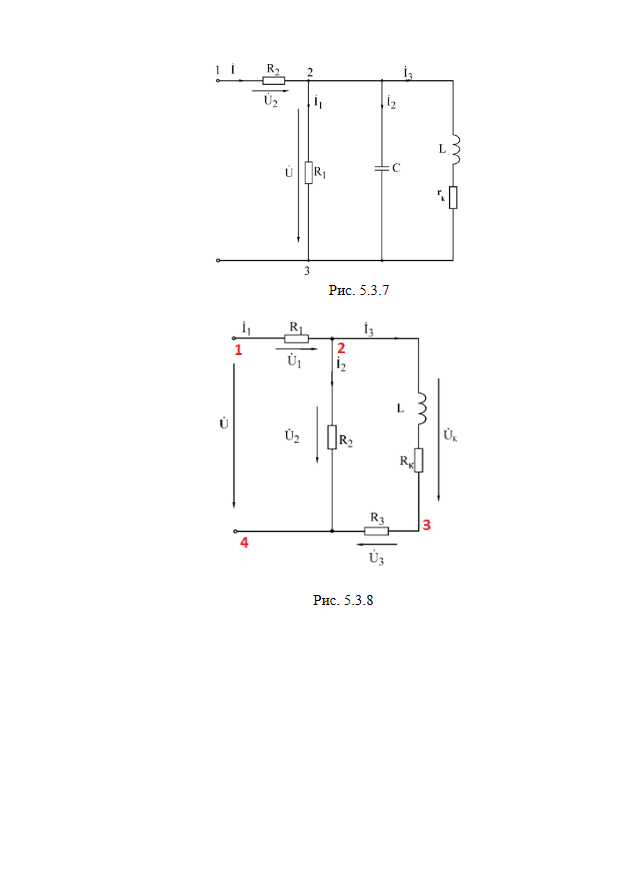 1 İ R2 2 İ3
U̇2 İ1 İ2
L
U̇ R1 C
rk
3
Рис. 5.3.7
İ1 R1 İ3
1 2
U̇1 İ2
L
U̇ U̇2 R2 U̇к
Rк
R3 3
4
U̇3
Рис. 5.3.8